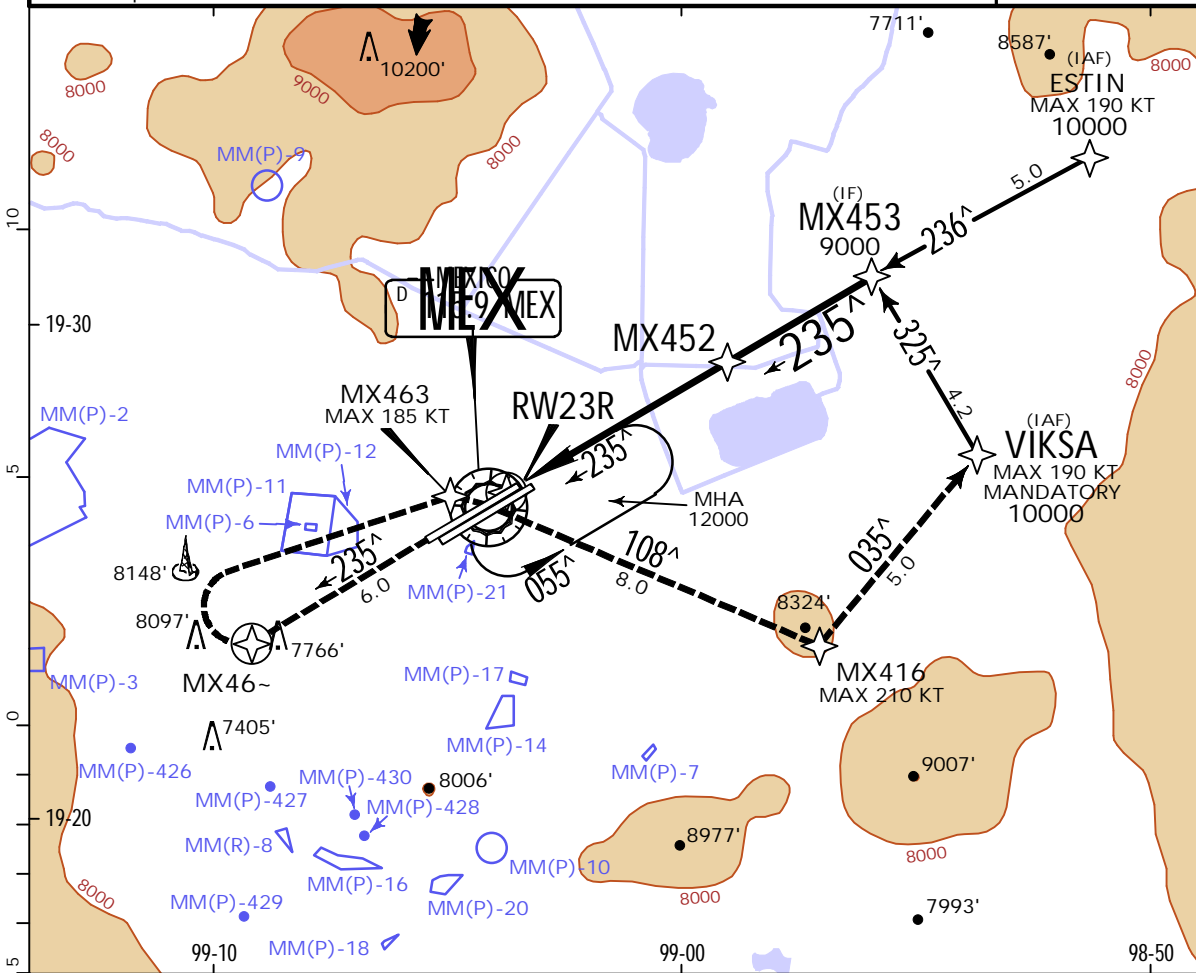 7711'
8587'
(IAF)
ESTIN
MAX 190 KT
10000
8000
10200'
9000
8000
8000
8000
MM(P)-9
5.0
236^
(IF)
MX453
9000
10
D
MEXICO
MEX
MEX
19-30
235^
MX452
325^
4.2
8000
MX463
MAX 185 KT
RW23R
MM(P)-2
(IAF)
VIKSA
MAX 190 KT
MANDATORY
10000
MM(P)-12
235^
5
MM(P)-11
MM(P)-6
MHA
12000
8148'
235^
6.0
MM(P)-21
055^
108^
8.0
035^
5.0
8097'
7766'
8324'
MX46~
MM(P)-3
MM(P)-17
MX416
MAX 210 KT
0
7405'
MM(P)-14
MM(P)-426
MM(P)-7
MM(P)-430
8006'
9007'
MM(P)-427
MM(P)-428
19-20
MM(R)-8
8977'
8000
MM(P)-16
MM(P)-10
8000
8000
MM(P)-429
MM(P)-20
7993'
MM(P)-18
5
99-10
99-00
98-50